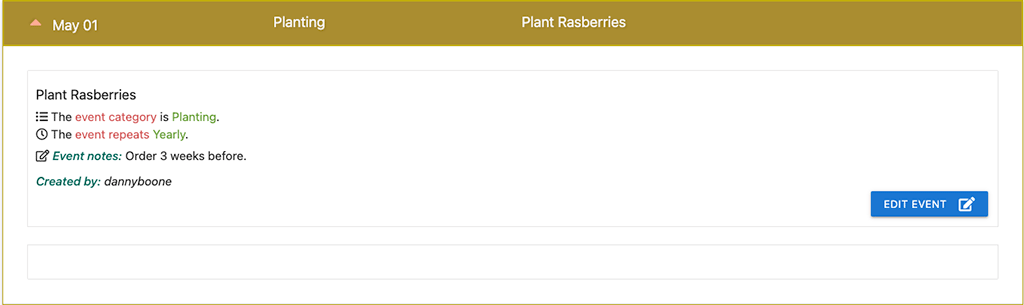 May 01 Planting Plant Rasberries
Plant Rasberries
The event category is Planting.
The event repeats Yearly.
Event notes: Order 3 weeks before.
Created by: dannyboone
EDIT EVENT